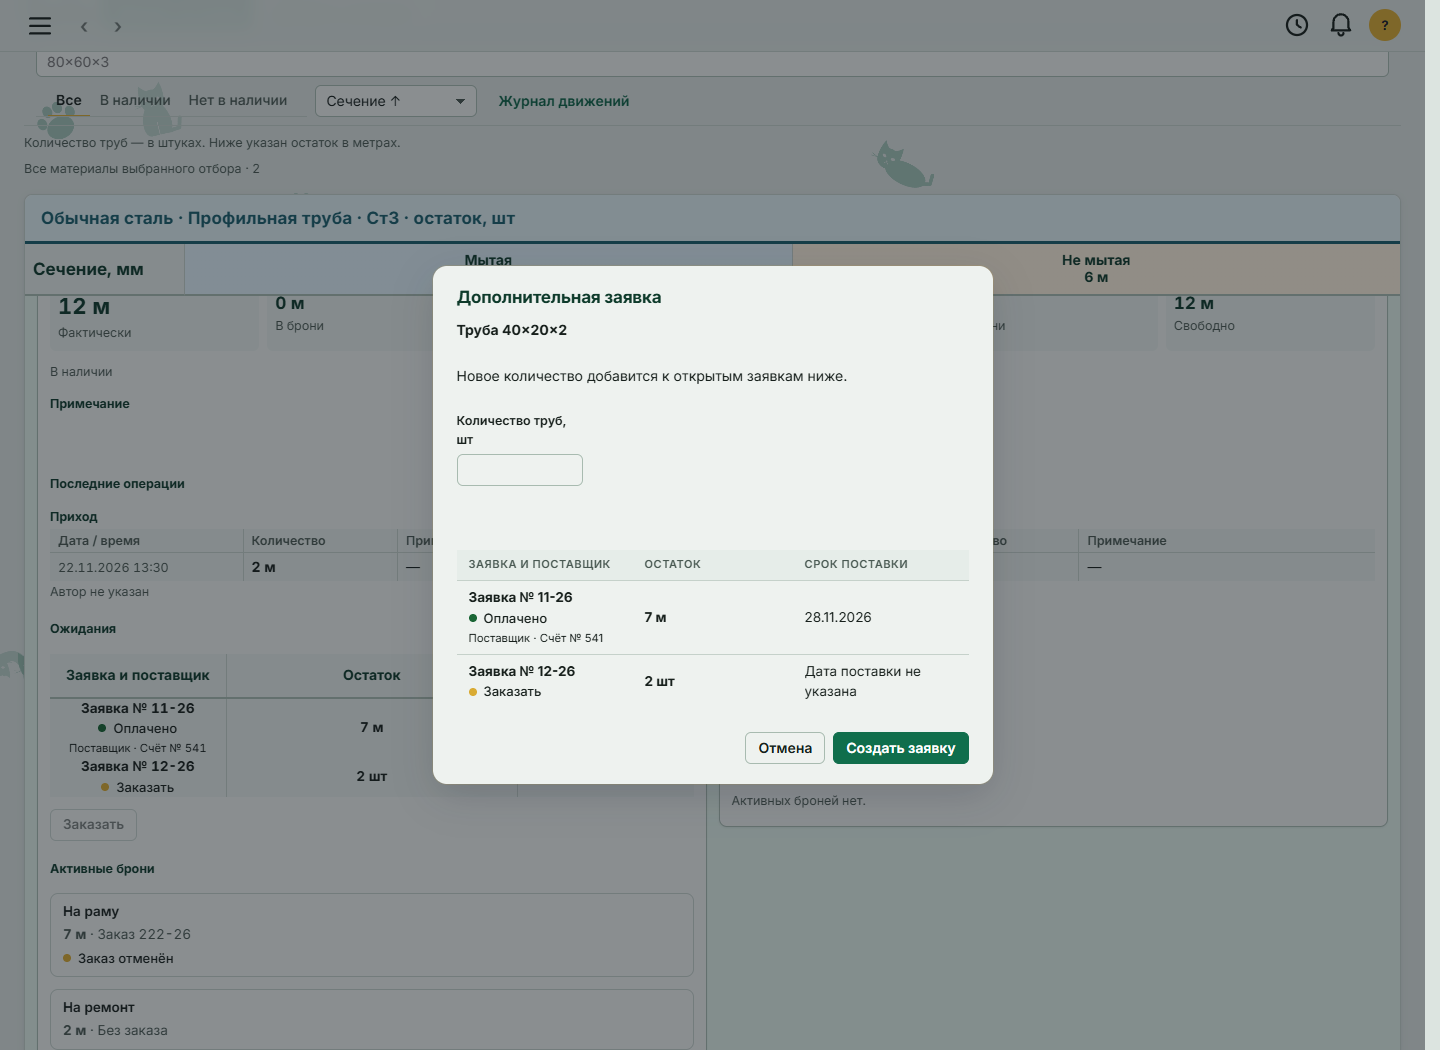 ?
80×60×3
Все В наличии Нет в наличии Сечение ↑ Журнал движений
Количество труб — в штуках. Ниже указан остаток в метрах.
Все материалы выбранного отбора · 2
Обычная сталь · Профильная труба · Ст3 · остаток, шт
Сечение, мм
Мытая
Не мытая
6 м
12 м
Фактически
0 м
В брони
ни
12 м
Свободно
В наличии
Примечание
Последние операции
Приход
Дата / время Количество При
22.11.2026 13:30 2 м —
Автор не указан
во Примечание
—
Ожидания
Заявка и поставщик Остаток
Заявка № 11-26
Оплачено
Поставщик · Счёт № 541
7 м
Заявка № 12-26
Заказать
2 шт
Заказать
Активные брони
На раму
7 м · Заказ 222-26
Заказ отменён
На ремонт
2 м · Без заказа
Активных броней нет.
Дополнительная заявка
Труба 40×20×2
Новое количество добавится к открытым заявкам ниже.
Количество труб,
шт
ЗАЯВКА И ПОСТАВЩИК ОСТАТОК СРОК ПОСТАВКИ
Заявка № 11-26
Оплачено
Поставщик · Счёт № 541
7 м
28.11.2026
Заявка № 12-26
Заказать
2 шт
Дата поставки не
указана
Отмена Создать заявку